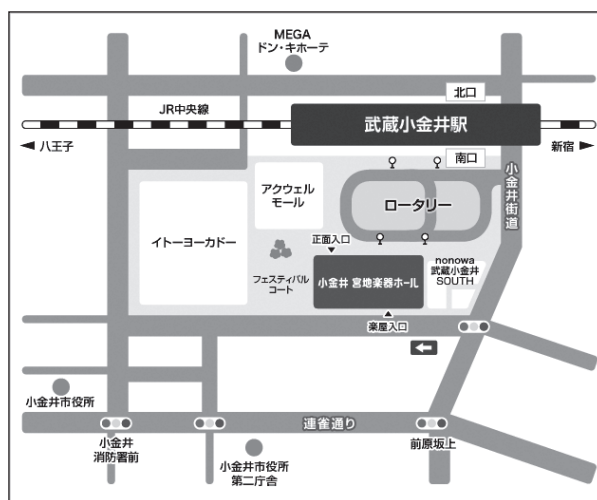 MEGA
ドン・キホーテ
北口
JR中央線
武蔵小金井駅
八王子
新宿
南口
小金井街道
アクウェル
モール
ロータリー
イトーヨーカドー
正面入口
nonowa
武蔵小金井
SOUTH
フェスティバル
コート
小金井 宮地楽器ホール
楽屋入口
小金井市役所
連雀通り
小金井
消防署前
前原坂上
小金井市役所
第二庁舎